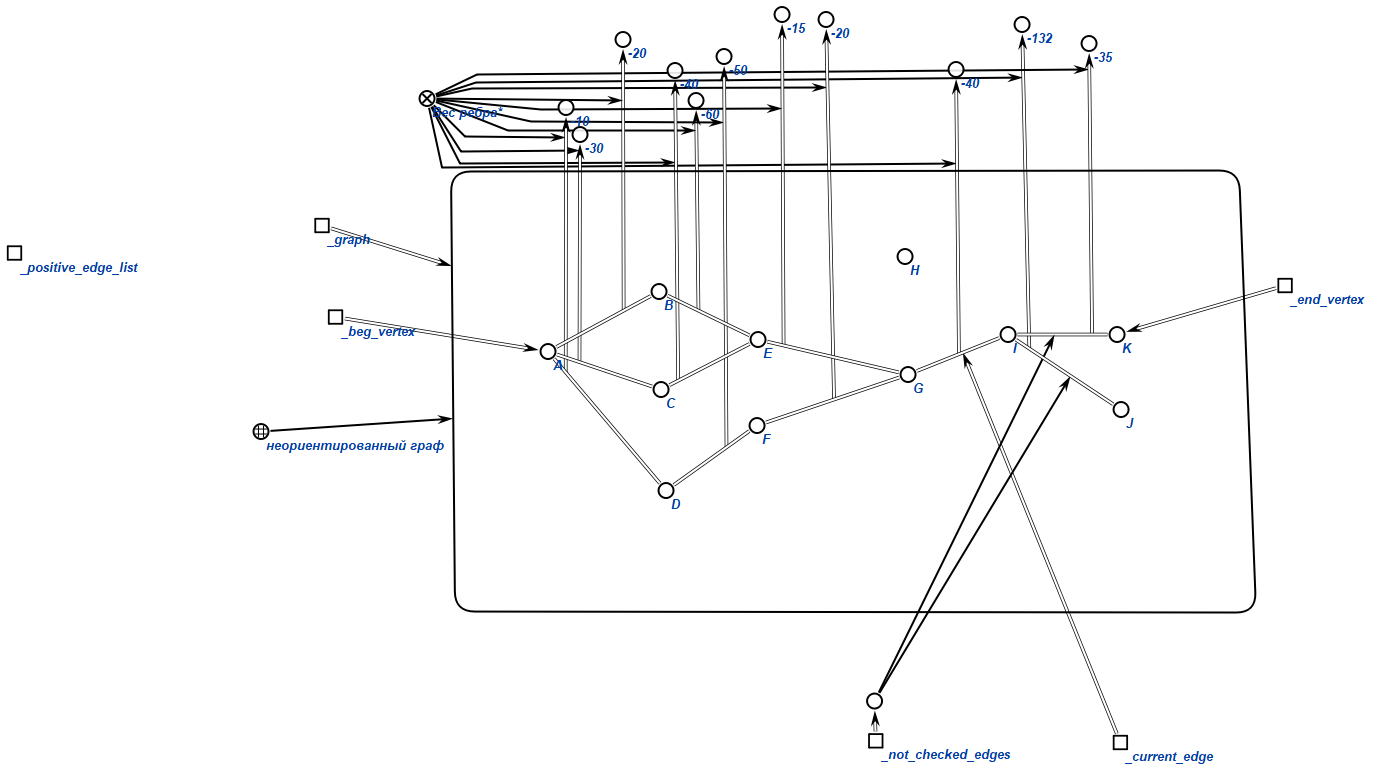 -15
-20
-132
-20
-35
-50
-40
-40
Вес ребра*
-60
-10
-30
_graph
_positive_edge_list
H
_end_vertex
B
_beg_vertex
I
K
E
A
G
C
J
F
неориентированный граф
D
_not_checked_edges
_current_edge